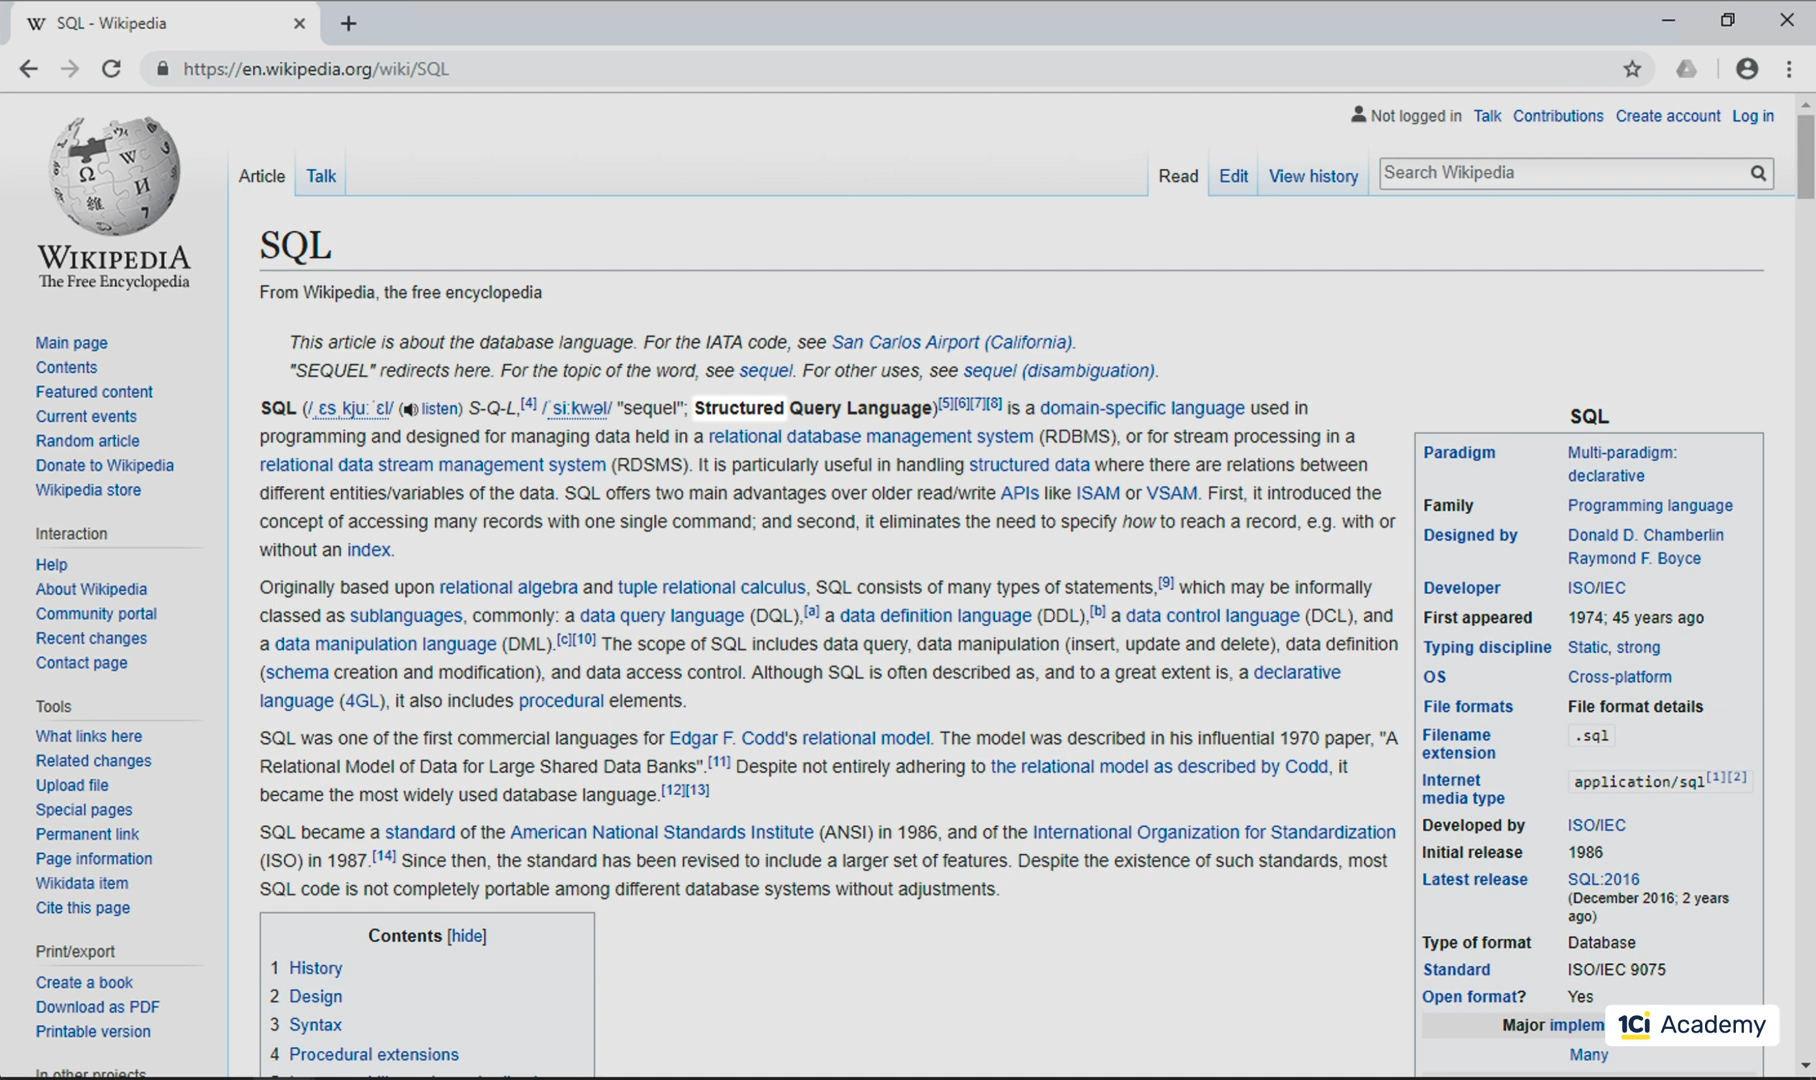 SQL - Wikipedia
https://en.wikipedia.org/wiki/SQL
Not logged in Talk Contributions Create account Log in
Article Talk Read Edit View history Search Wikipedia
WIKIPEDIA
The Free Encyclopedia
Main page
Contents
Featured content
Current events
Random article
Donate to Wikipedia
Wikipedia store
Interaction
Help
About Wikipedia
Community portal
Recent changes
Contact page
Tools
What links here
Related changes
Upload file
Special pages
Permanent link
Page information
Wikidata item
Cite this page
Print/export
Create a book
Download as PDF
Printable version
In other projects
SQL
From Wikipedia, the free encyclopedia
This article is about the database language. For the IATA code, see San Carlos Airport (California).
"SEQUEL" redirects here. For the topic of the word, see sequel. For other uses, see sequel (disambiguation).
SQL (/ˌɛsˌkjuːˈɛl/ (listen) S-Q-L,[4] /ˈsiːkwəl/ "sequel"; Structured Query Language)[5][6][7][8] is a domain-specific language used in
programming and designed for managing data held in a relational database management system (RDBMS), or for stream processing in a
relational data stream management system (RDSMS). It is particularly useful in handling structured data where there are relations between
different entities/variables of the data. SQL offers two main advantages over older read/write APIs like ISAM or VSAM. First, it introduced the
concept of accessing many records with one single command; and second, it eliminates the need to specify how to reach a record, e.g. with or
without an index.
Originally based upon relational algebra and tuple relational calculus, SQL consists of many types of statements,[9] which may be informally
classed as sublanguages, commonly: a data query language (DQL),[a] a data definition language (DDL),[b] a data control language (DCL), and
a data manipulation language (DML).[c][10] The scope of SQL includes data query, data manipulation (insert, update and delete), data definition
(schema creation and modification), and data access control. Although SQL is often described as, and to a great extent is, a declarative
language (4GL), it also includes procedural elements.
SQL was one of the first commercial languages for Edgar F. Codd's relational model. The model was described in his influential 1970 paper, "A
Relational Model of Data for Large Shared Data Banks".[11] Despite not entirely adhering to the relational model as described by Codd, it
became the most widely used database language.[12][13]
SQL became a standard of the American National Standards Institute (ANSI) in 1986, and of the International Organization for Standardization
(ISO) in 1987.[14] Since then, the standard has been revised to include a larger set of features. Despite the existence of such standards, most
SQL code is not completely portable among different database systems without adjustments.
Contents [hide]
1 History
2 Design
3 Syntax
4 Procedural extensions
SQL
Paradigm Multi-paradigm:
declarative
Family Programming language
Designed by Donald D. Chamberlin
Raymond F. Boyce
Developer ISO/IEC
First appeared 1974; 45 years ago
Typing discipline Static, strong
OS Cross-platform
File formats File format details
Filename .sql
extension
Internet application/sql[1][2]
media type
Developed by ISO/IEC
Initial release 1986
Latest release SQL:2016
(December 2016; 2 years
ago)
Type of format Database
Standard ISO/IEC 9075
Open format? Yes
Major implem
Many
1Ci Academy